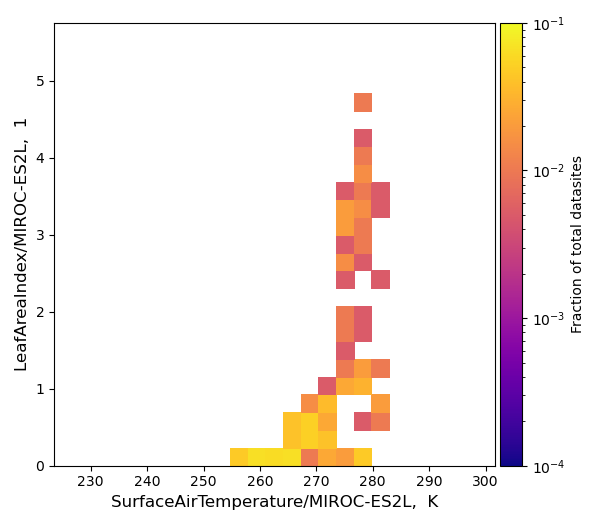 5
4
3
2
1
0
LeafAreaIndex/MIROC-ES2L,  1
230 240 250 260 270 280 290 300
SurfaceAirTemperature/MIROC-ES2L,  K
10⁻¹
10⁻²
10⁻³
10⁻⁴
Fraction of total datasites